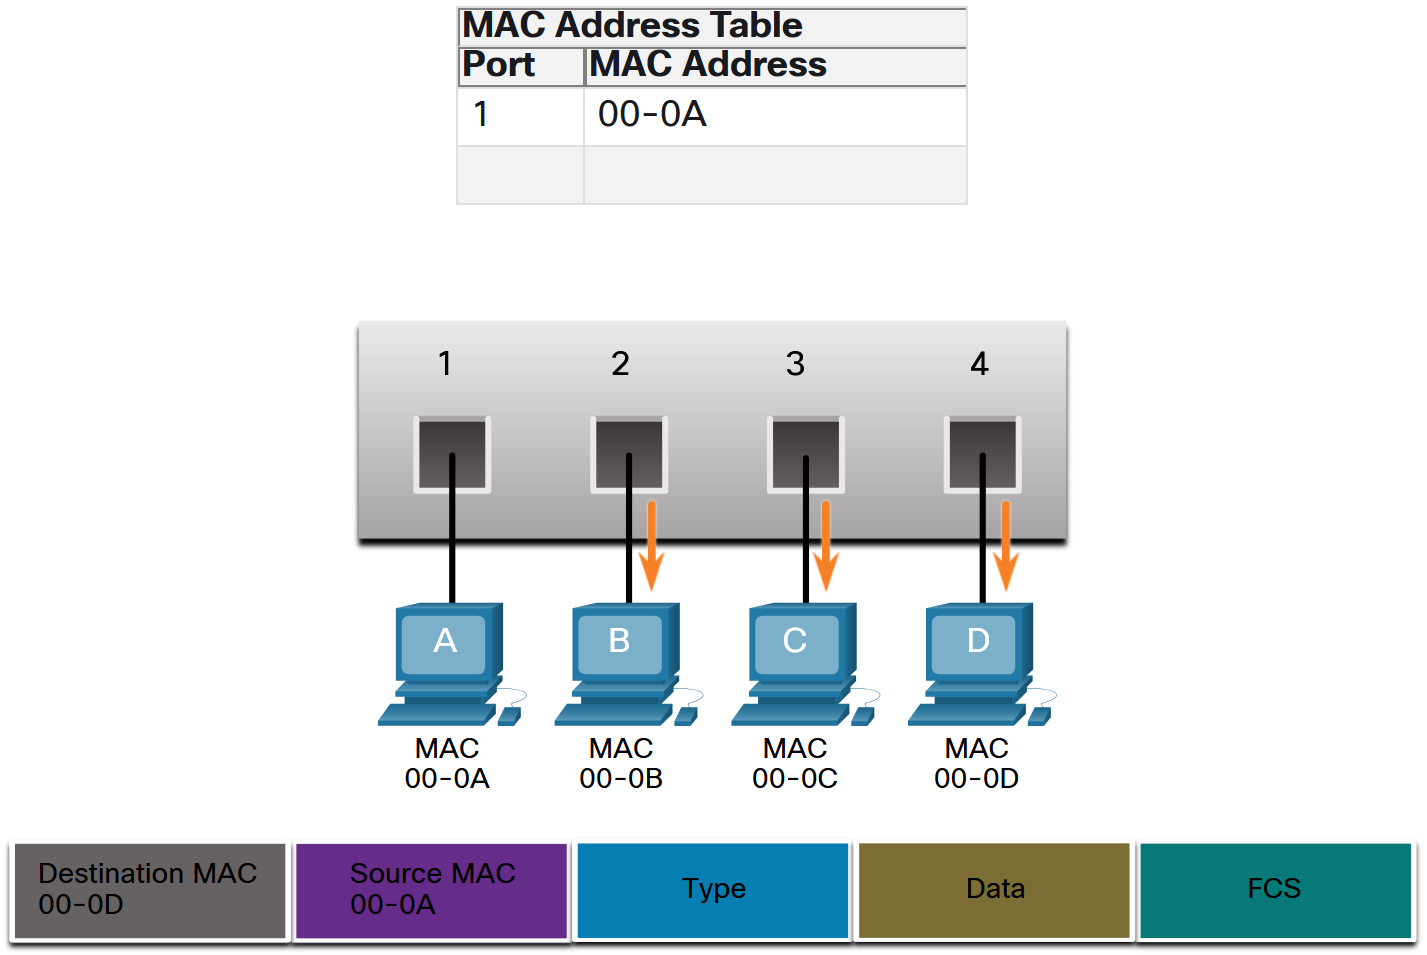 MAC Address Table
Port MAC Address
1 00-0A
1 2 3 4
A B C D
MAC MAC MAC MAC
00-0A 00-0B 00-0C 00-0D
Destination MAC
00-0D
Source MAC
00-0A
Type
Data
FCS